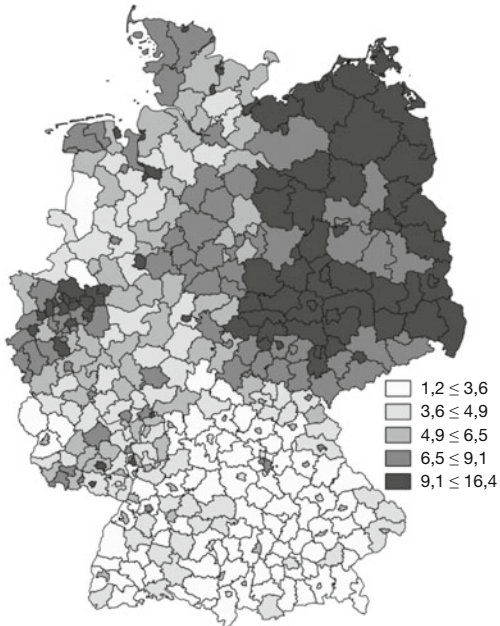 1,2 ≤ 3,6
3,6 ≤ 4,9
4,9 ≤ 6,5
6,5 ≤ 9,1
9,1 ≤ 16,4